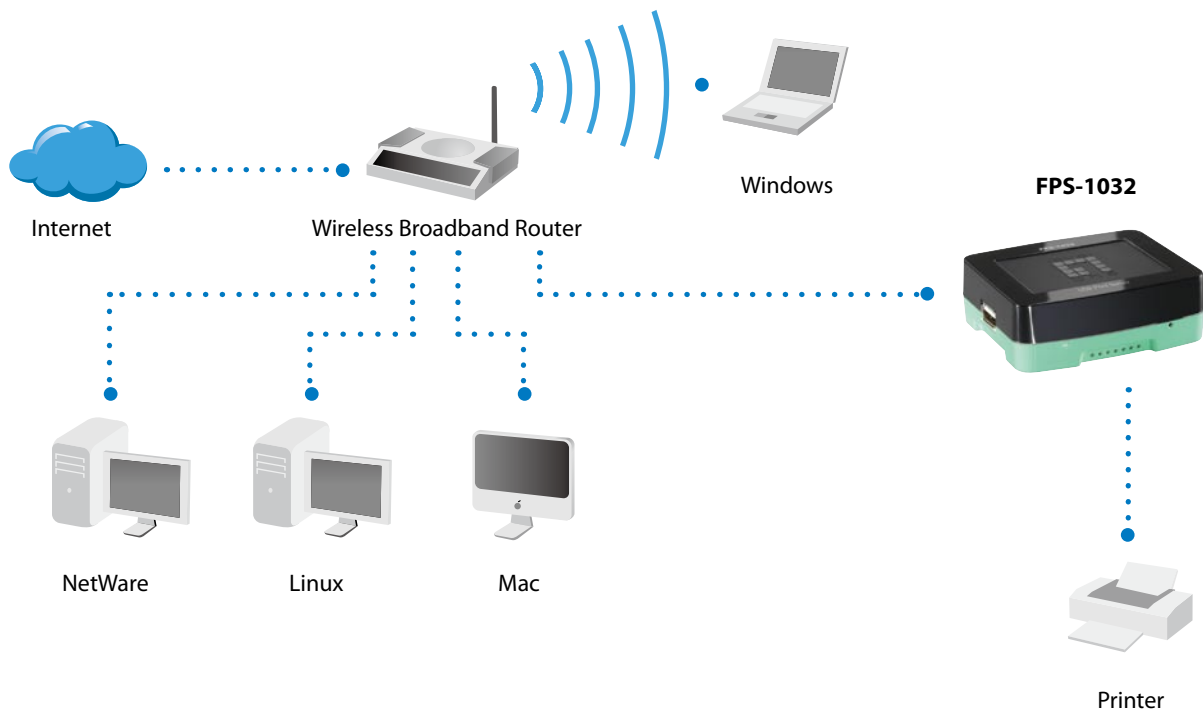 Windows
FPS-1032
Internet
Wireless Broadband Router
NetWare
Linux
Mac
Printer